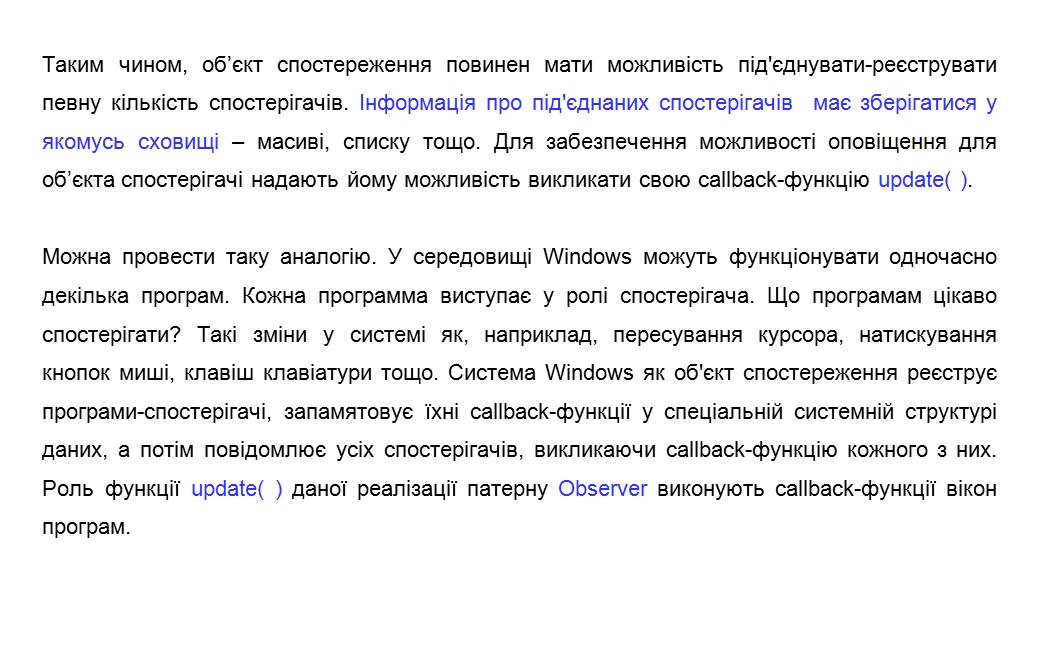 Таким чином, об’єкт спостереження повинен мати можливість під'єднувати-реєструвати
певну кількість спостерігачів. Інформація про під'єднаних спостерігачів має зберігатися у
якомусь сховищі – масиві, списку тощо. Для забезпечення можливості оповіщення для
об’єкта спостерігачі надають йому можливість викликати свою callback-функцію update( ).
Можна провести таку аналогію. У середовищі Windows можуть функціонувати одночасно
декілька програм. Кожна программа виступає у ролі спостерігача. Що програмам цікаво
спостерігати? Такі зміни у системі як, наприклад, пересування курсора, натискування
кнопок миші, клавіш клавіатури тощо. Система Windows як об'єкт спостереження реєструє
програми-спостерігачі, запамятовує їхні callback-функції у спеціальній системній структурі
даних, а потім повідомлює усіх спостерігачів, викликаючи callback-функцію кожного з них.
Роль функції update( ) даної реалізації патерну Observer виконують callback-функції вікон
програм.